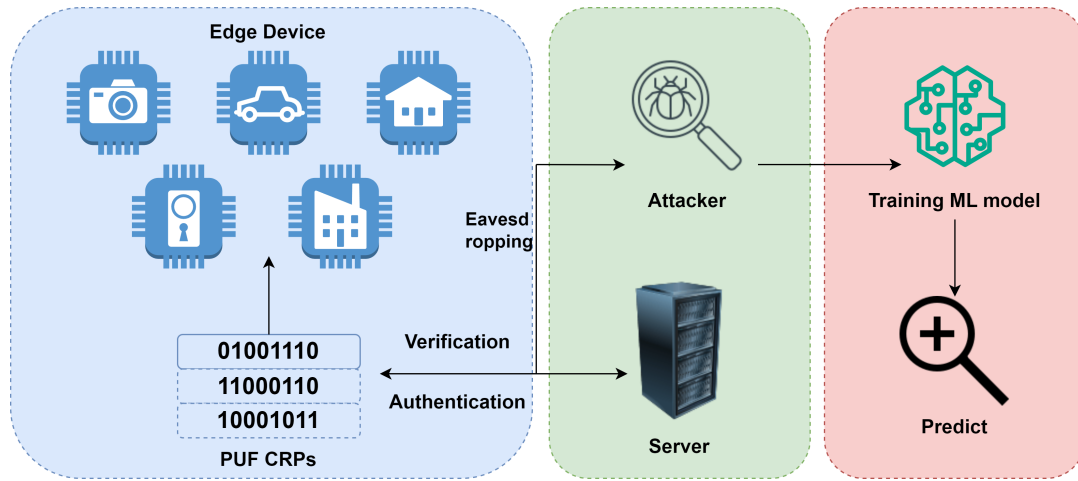 Edge Device
Eavesd
ropping
Attacker
Training ML model
01001110
11000110
10001011
PUF CRPs
Verification
Authentication
Server
Predict